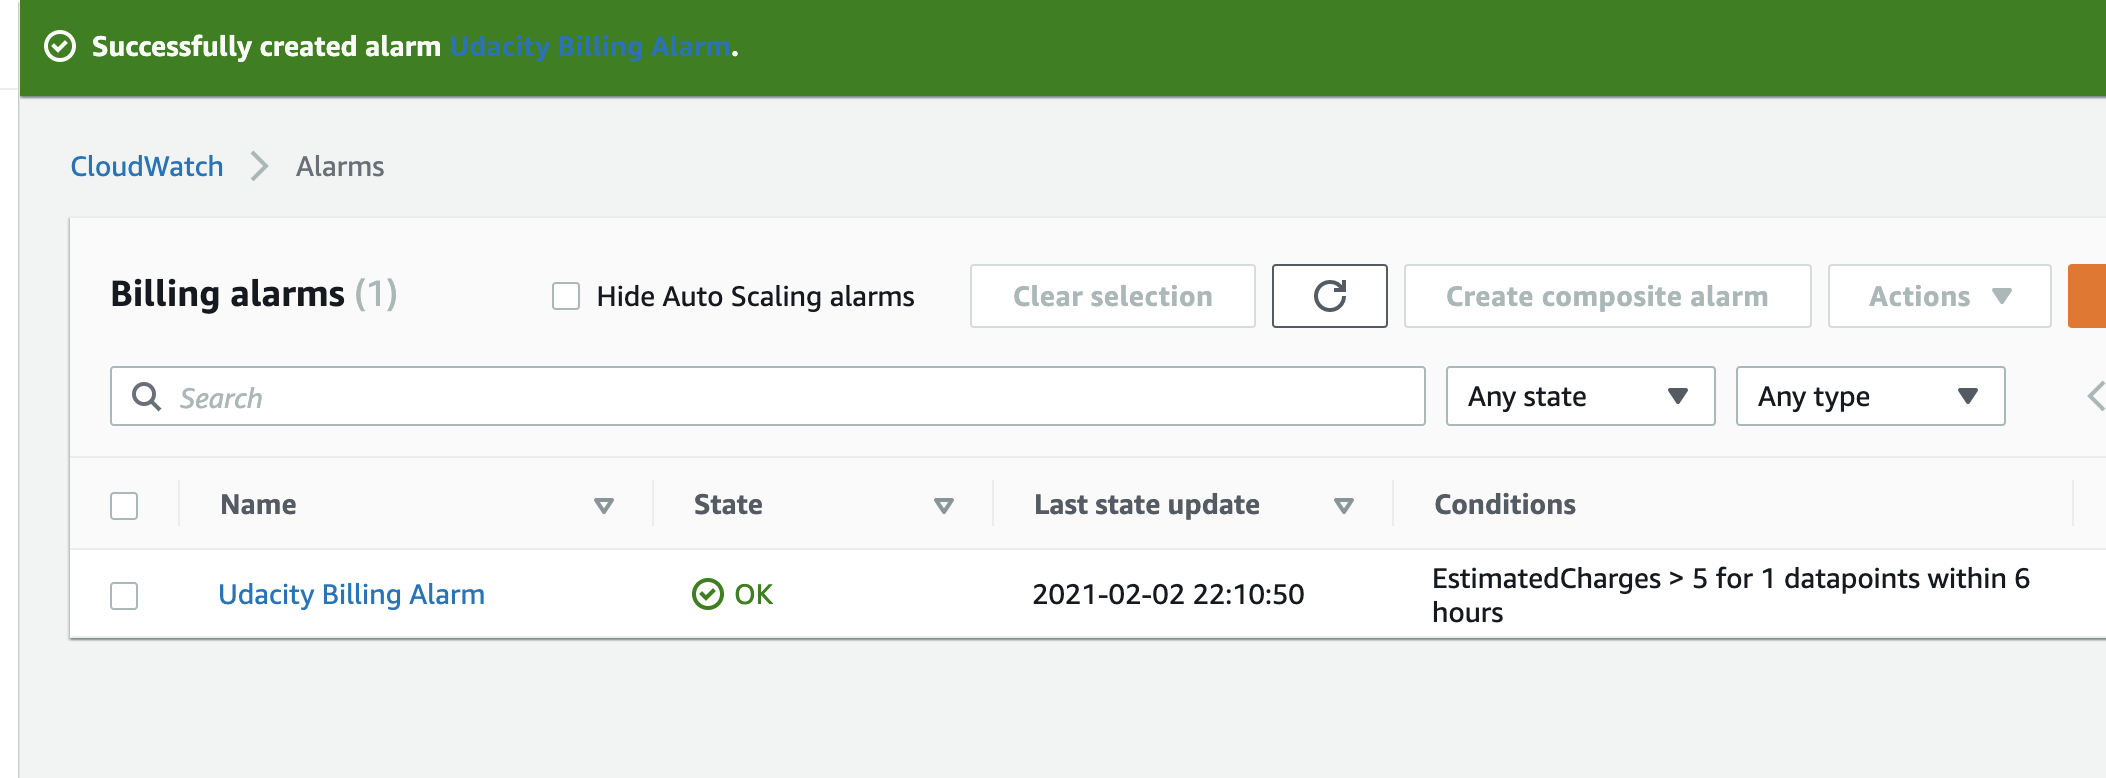 Successfully created alarm Udacity Billing Alarm.
CloudWatch Alarms
Billing alarms (1) Hide Auto Scaling alarms Clear selection Create composite alarm Actions
Search Any state Any type
Name State Last state update Conditions
Udacity Billing Alarm OK 2021-02-02 22:10:50 EstimatedCharges > 5 for 1 datapoints within 6
hours